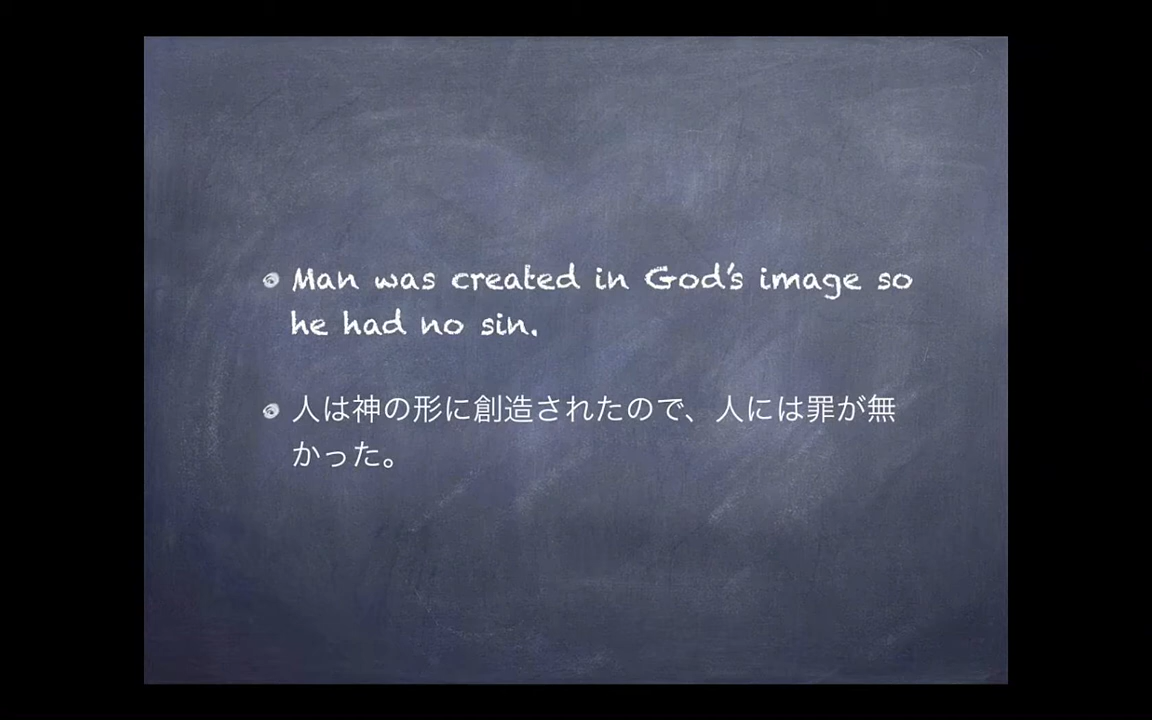 Man was created in God's image so
he had no sin.
人は神の形に創造されたので、人には罪が無
かった。